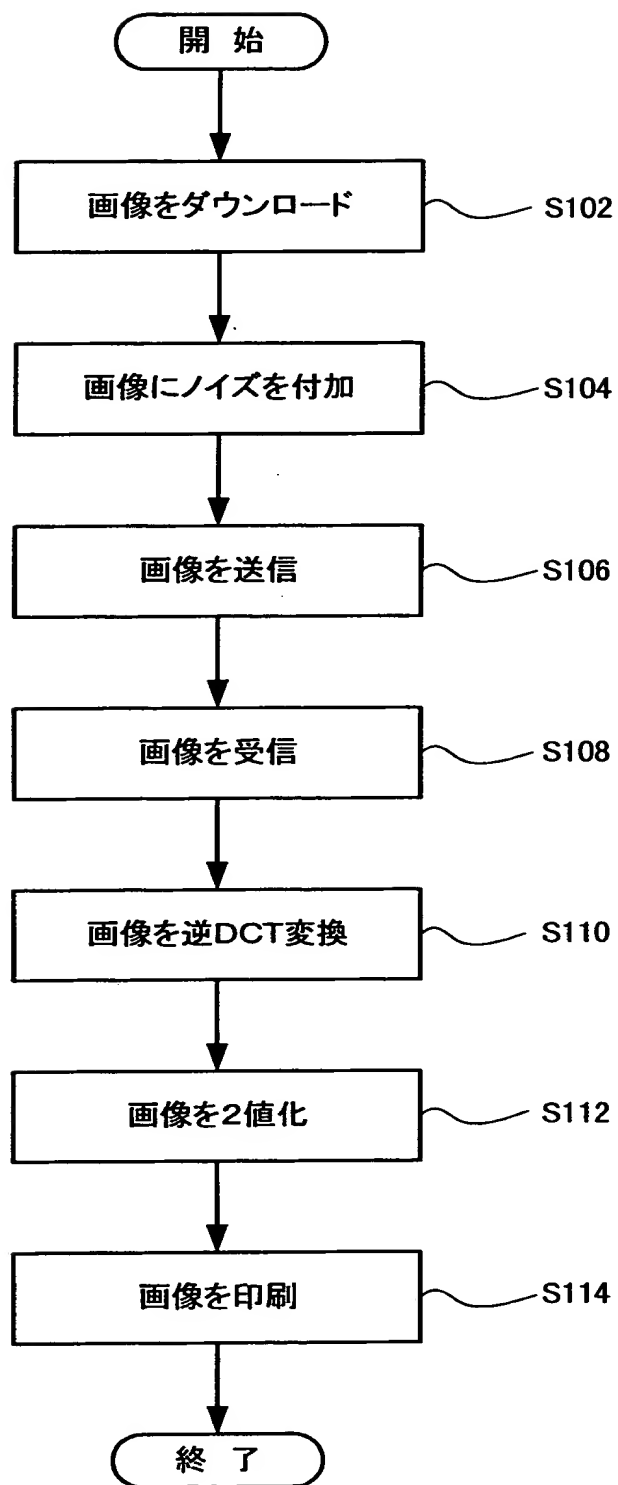 開 始
画像をダウンロード
S102
画像にノイズを付加
S104
画像を送信
S106
画像を受信
S108
画像を逆DCT変換
S110
画像を2値化
S112
画像を印刷
S114
終 了